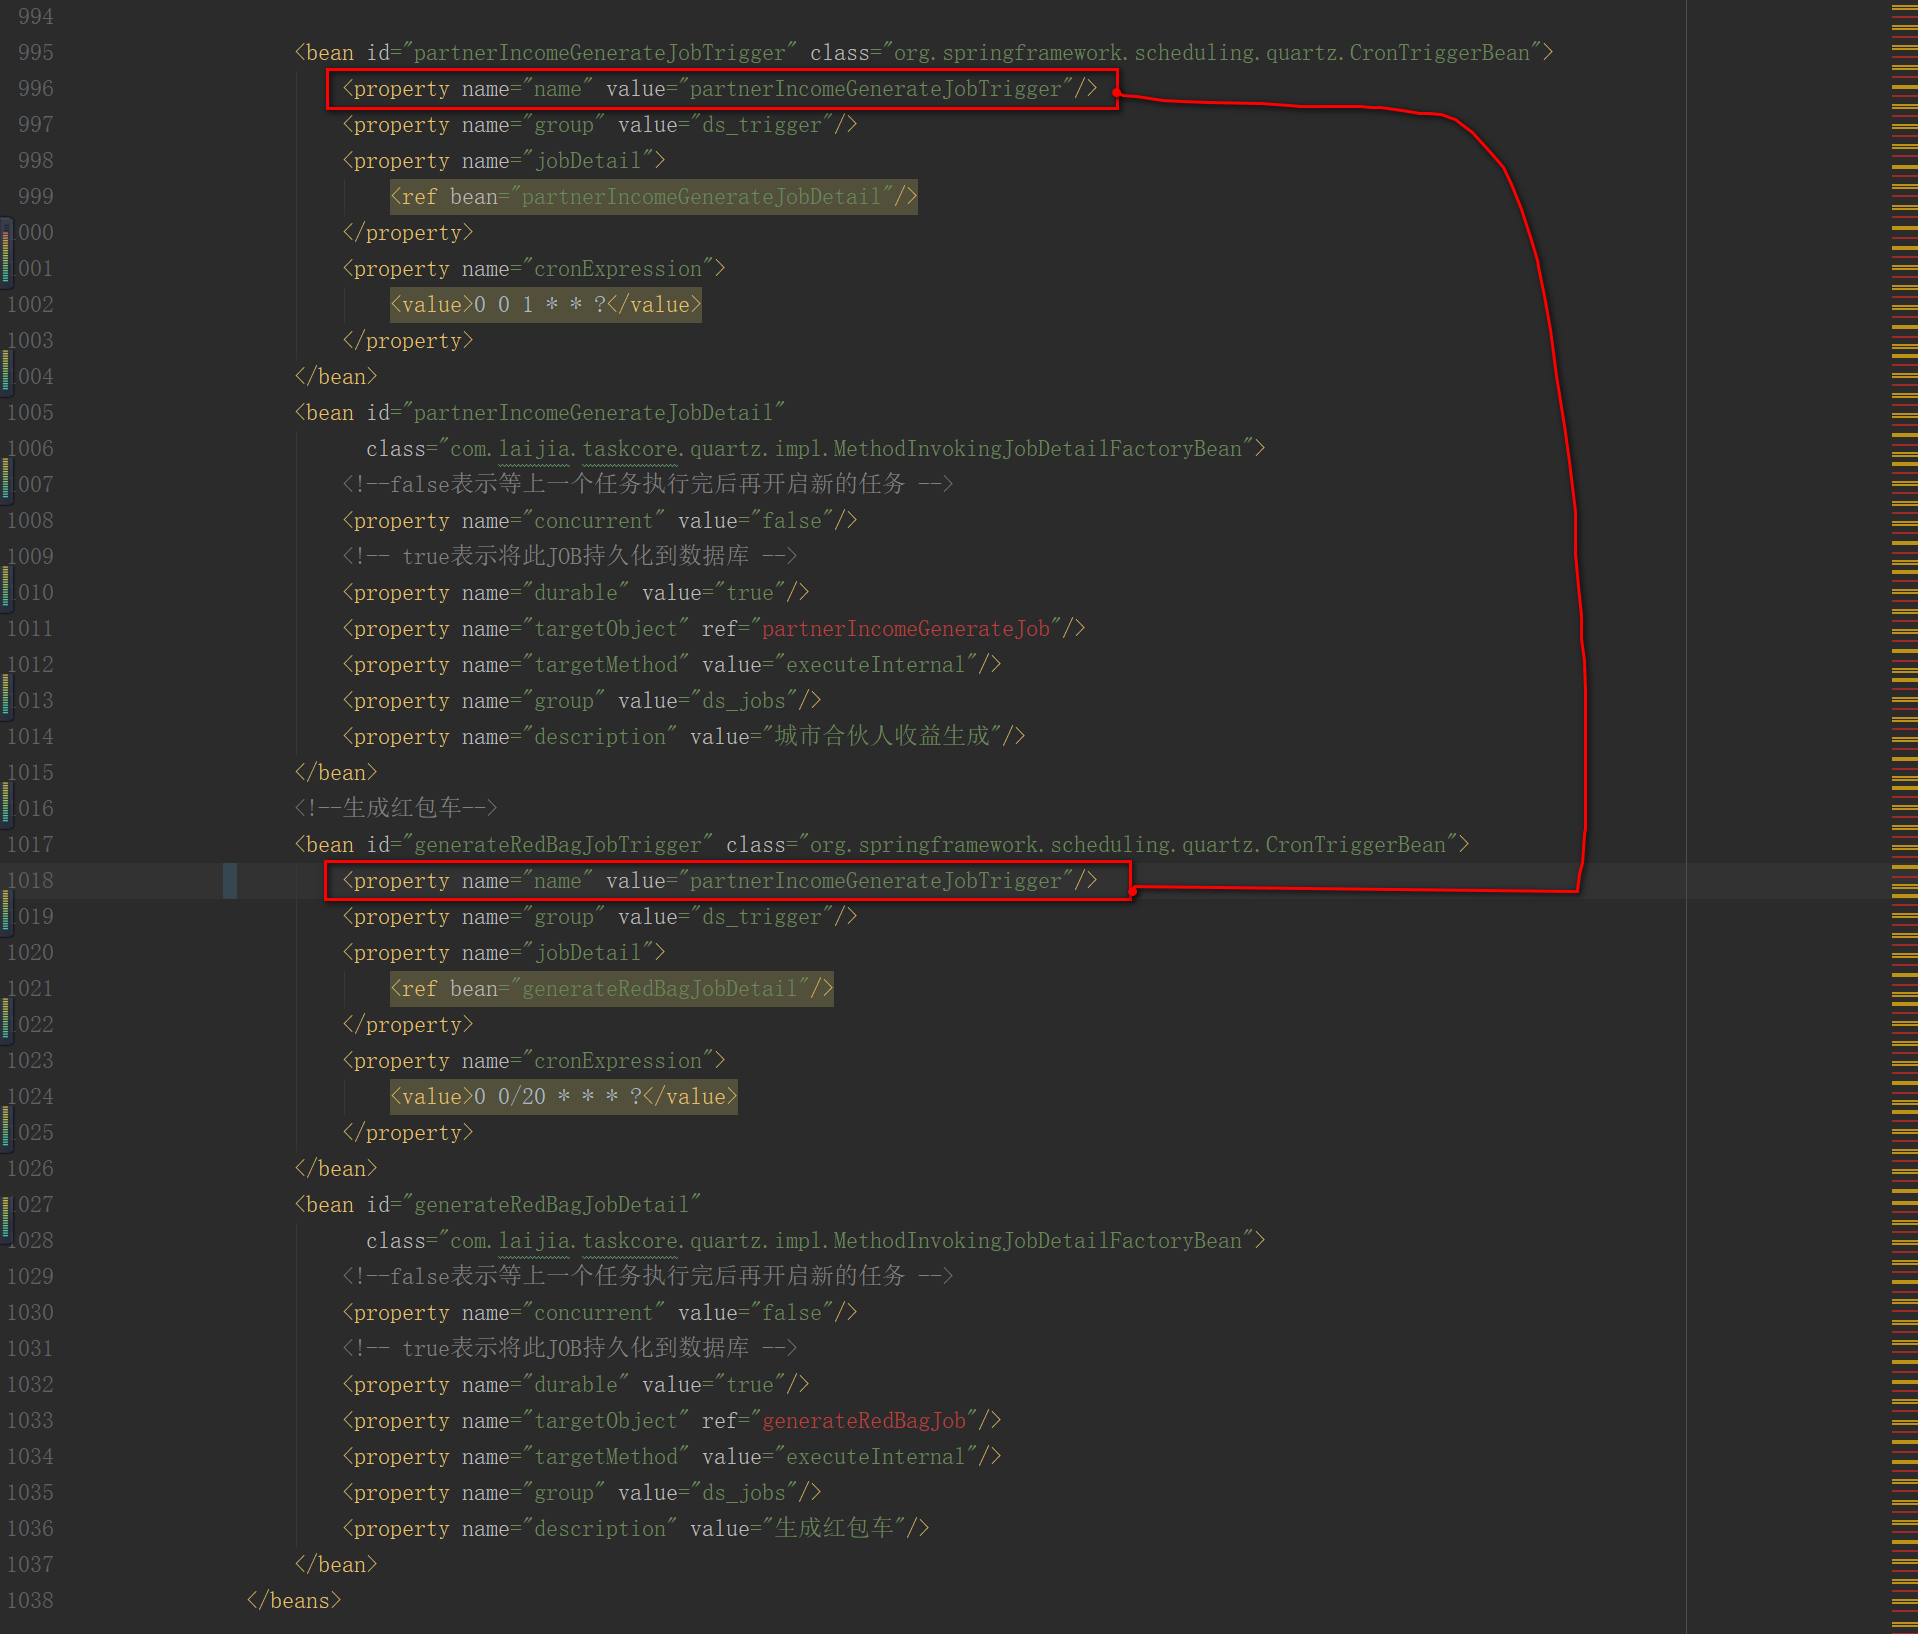 994
995 <bean id="partnerIncomeGenerateJobTrigger" class="org.springframework.scheduling.quartz.CronTriggerBean">
996 <property name="name" value="partnerIncomeGenerateJobTrigger"/>
997 <property name="group" value="ds_trigger"/>
998 <property name="jobDetail">
999 <ref bean="partnerIncomeGenerateJobDetail"/>
000 </property>
001 <property name="cronExpression">
1002 <value>0 0 1 * * ?</value>
1003 </property>
004 </bean>
1005 <bean id="partnerIncomeGenerateJobDetail"
1006 class="com.laijia.taskcore.quartz.impl.MethodInvokingJobDetailFactoryBean">
007 <!--false表示等上一个任务执行完后再开启新的任务 -->
1008 <property name="concurrent" value="false"/>
1009 <!-- true表示将此JOB持久化到数据库 -->
010 <property name="durable" value="true"/>
1011 <property name="targetObject" ref="partnerIncomeGenerateJob"/>
1012 <property name="targetMethod" value="executeInternal"/>
013 <property name="group" value="ds_jobs"/>
1014 <property name="description" value="城市合伙人收益生成"/>
1015 </bean>
016 <!--生成红包车-->
1017 <bean id="generateRedBagJobTrigger" class="org.springframework.scheduling.quartz.CronTriggerBean">
1018 <property name="name" value="partnerIncomeGenerateJobTrigger"/>
019 <property name="group" value="ds_trigger"/>
1020 <property name="jobDetail">
1021 <ref bean="generateRedBagJobDetail"/>
022 </property>
1023 <property name="cronExpression">
1024 <value>0 0/20 * * * ?</value>
025 </property>
1026 </bean>
027 <bean id="generateRedBagJobDetail"
1028 class="com.laijia.taskcore.quartz.impl.MethodInvokingJobDetailFactoryBean">
1029 <!--false表示等上一个任务执行完后再开启新的任务 -->
1030 <property name="concurrent" value="false"/>
1031 <!-- true表示将此JOB持久化到数据库 -->
1032 <property name="durable" value="true"/>
1033 <property name="targetObject" ref="generateRedBagJob"/>
1034 <property name="targetMethod" value="executeInternal"/>
1035 <property name="group" value="ds_jobs"/>
1036 <property name="description" value="生成红包车"/>
1037 </bean>
1038 </beans>